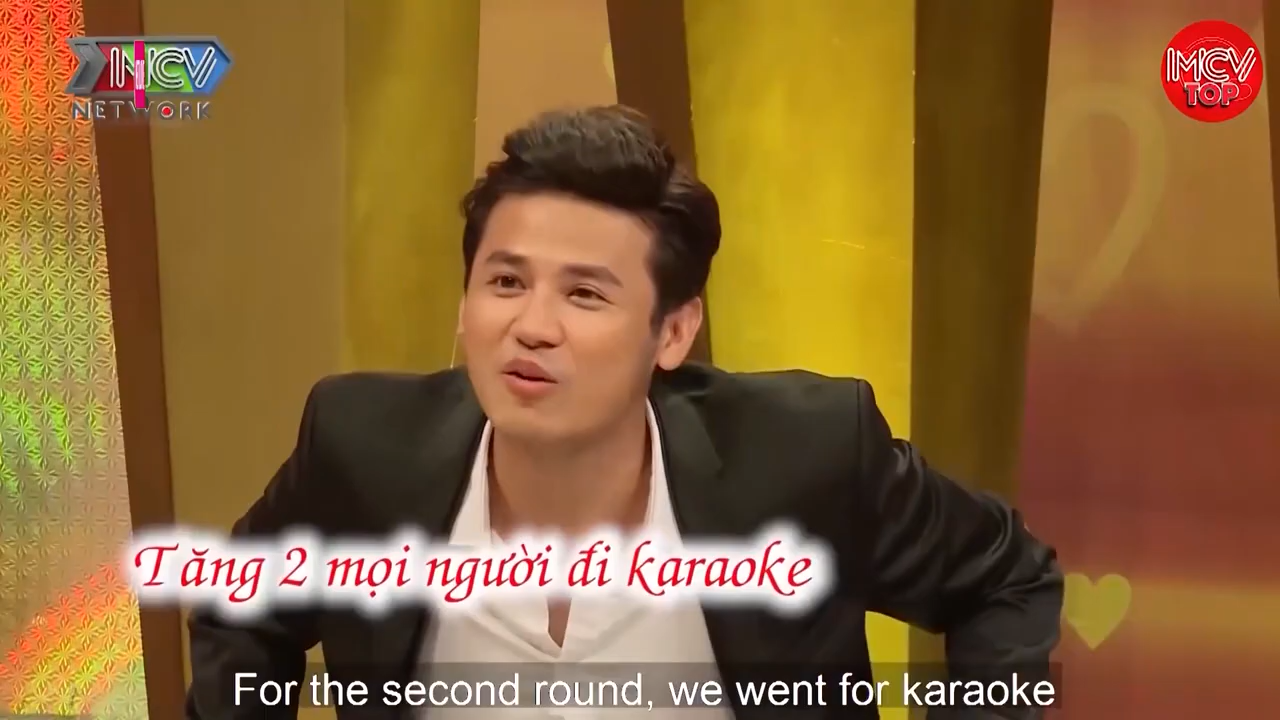 MCV
NETWORK
MCV
TOP
Tăng 2 mọi người đi karaoke
For the second round, we went for karaoke